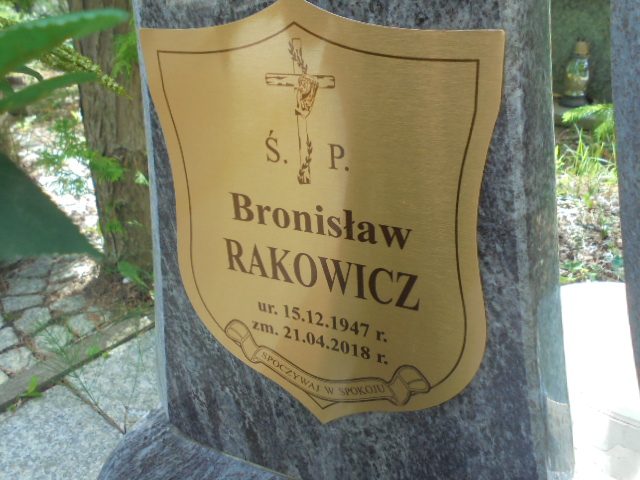 Ś. P.
Bronisław
RAKOWICZ
ur. 15.12.1947 r.
zm. 21.04.2018 r.
SPOCZYWAJ W SPOKOJU